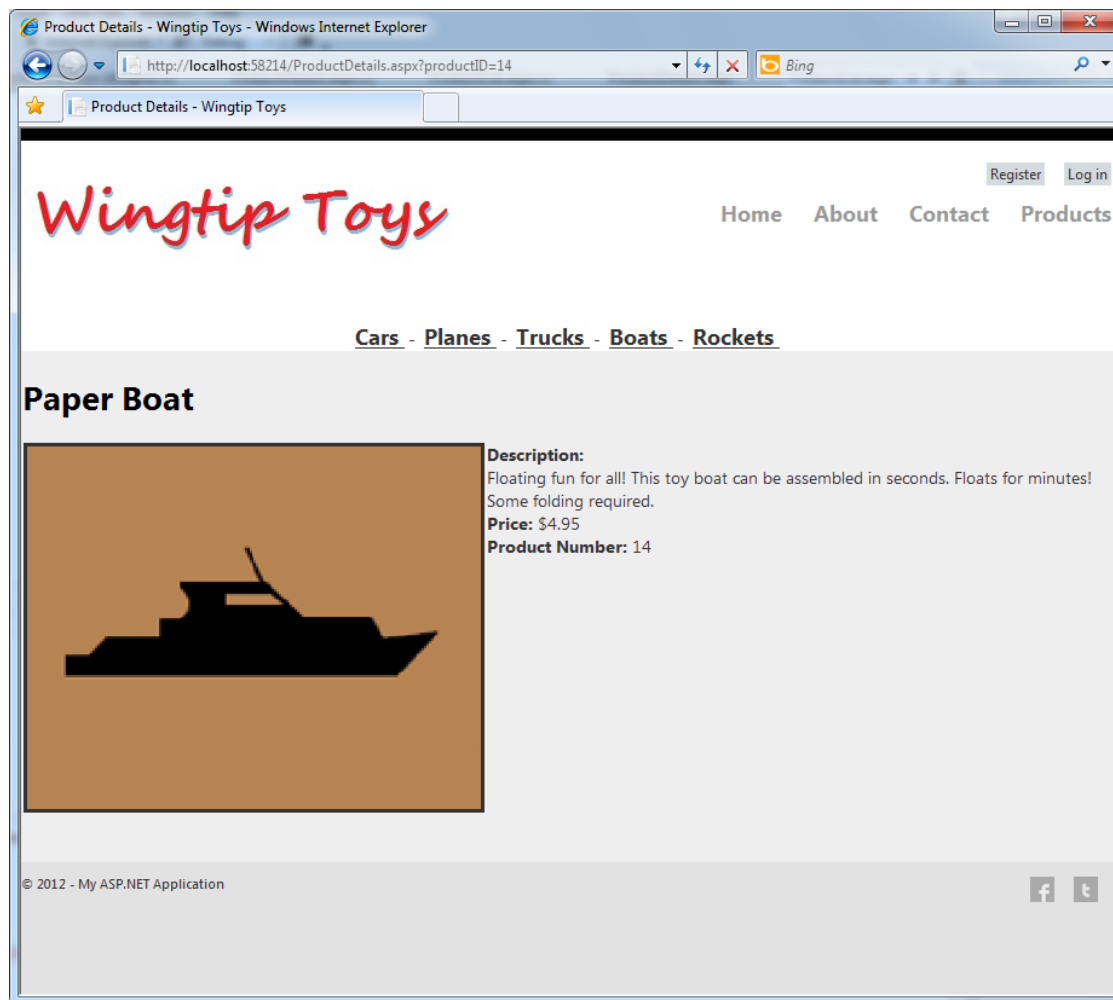 Product Details - Wingtip Toys - Windows Internet Explorer
http://localhost:58214/ProductDetails.aspx?productID=14
Bing
Product Details - Wingtip Toys
Register Log in
Wingtip Toys
Home About Contact Products
Cars - Planes - Trucks - Boats - Rockets
Paper Boat
Description:
Floating fun for all! This toy boat can be assembled in seconds. Floats for minutes!
Some folding required.
Price: $4.95
Product Number: 14
© 2012 - My ASP.NET Application